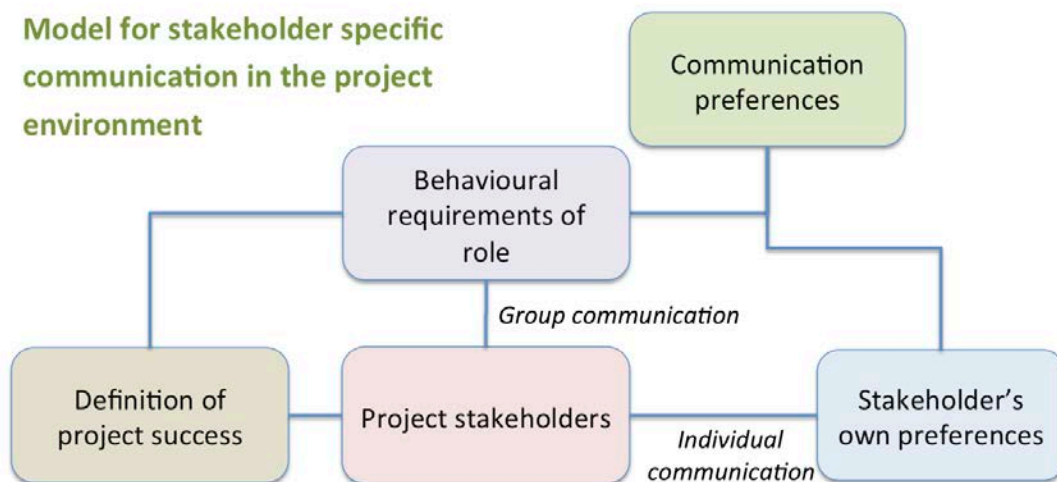 Model for stakeholder specific
communication in the project
environment
Communication
preferences
Behavioural
requirements of
role
Group communication
Definition of
project success
Project stakeholders
Individual
communication
Stakeholder’s
own preferences